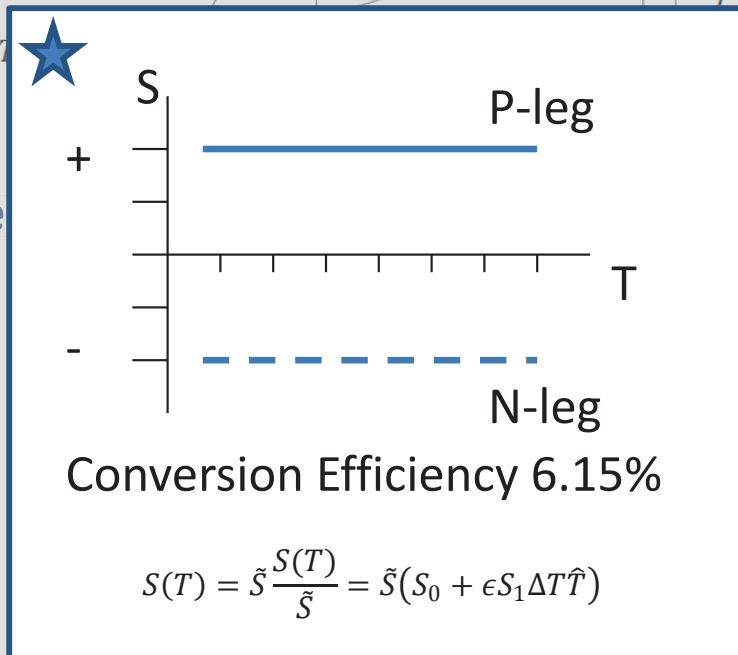 S
P-leg
+
T
-
N-leg
Conversion Efficiency 6.15%
S(T) = S̃ S(T)/S̃ = S̃(S₀ + ϵS₁ΔTT̂)